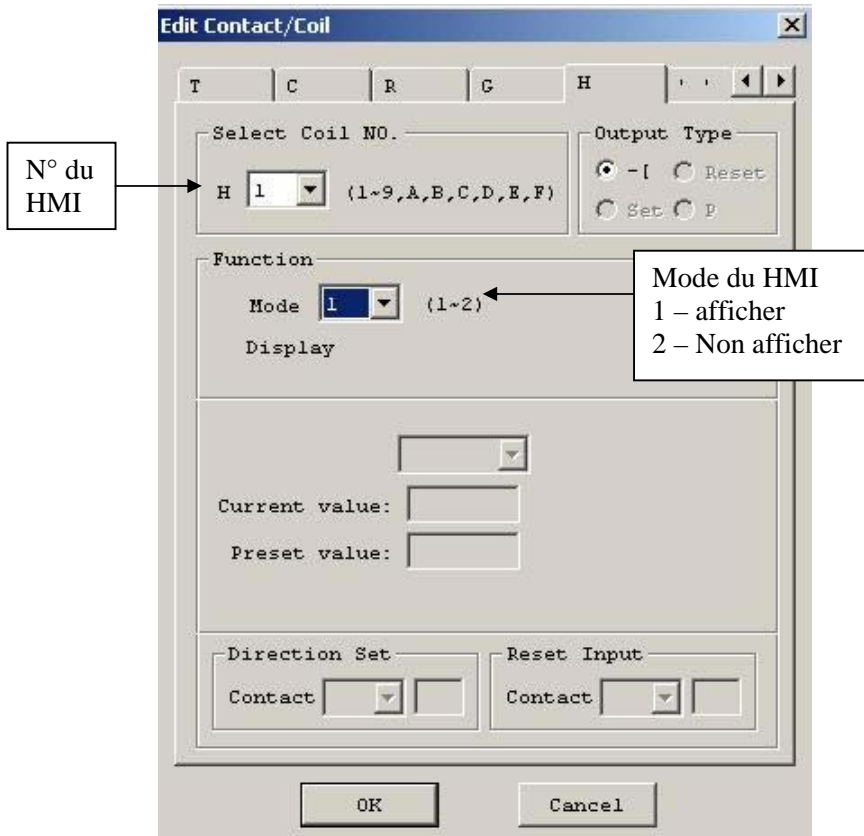 Edit Contact/Coil
T C R G H
Select Coil NO.
Output Type
N° du
HMI
H 1 (1~9,A,B,C,D,E,F)
-[ Reset
Set P
Function
Mode 1 (1~2)
Display
Mode du HMI
1 – afficher
2 – Non afficher
Current value:
Preset value:
Direction Set
Contact
Reset Input
Contact
OK Cancel